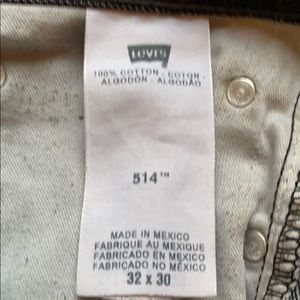 Levi's
100% COTTON - COTON -
ALGODÓN - ALGODÃO
514™
MADE IN MEXICO
FABRIQUE AU MEXIQUE
FABRICADO EN MEXICO
FABRICADO NO MÉXICO
32 x 30